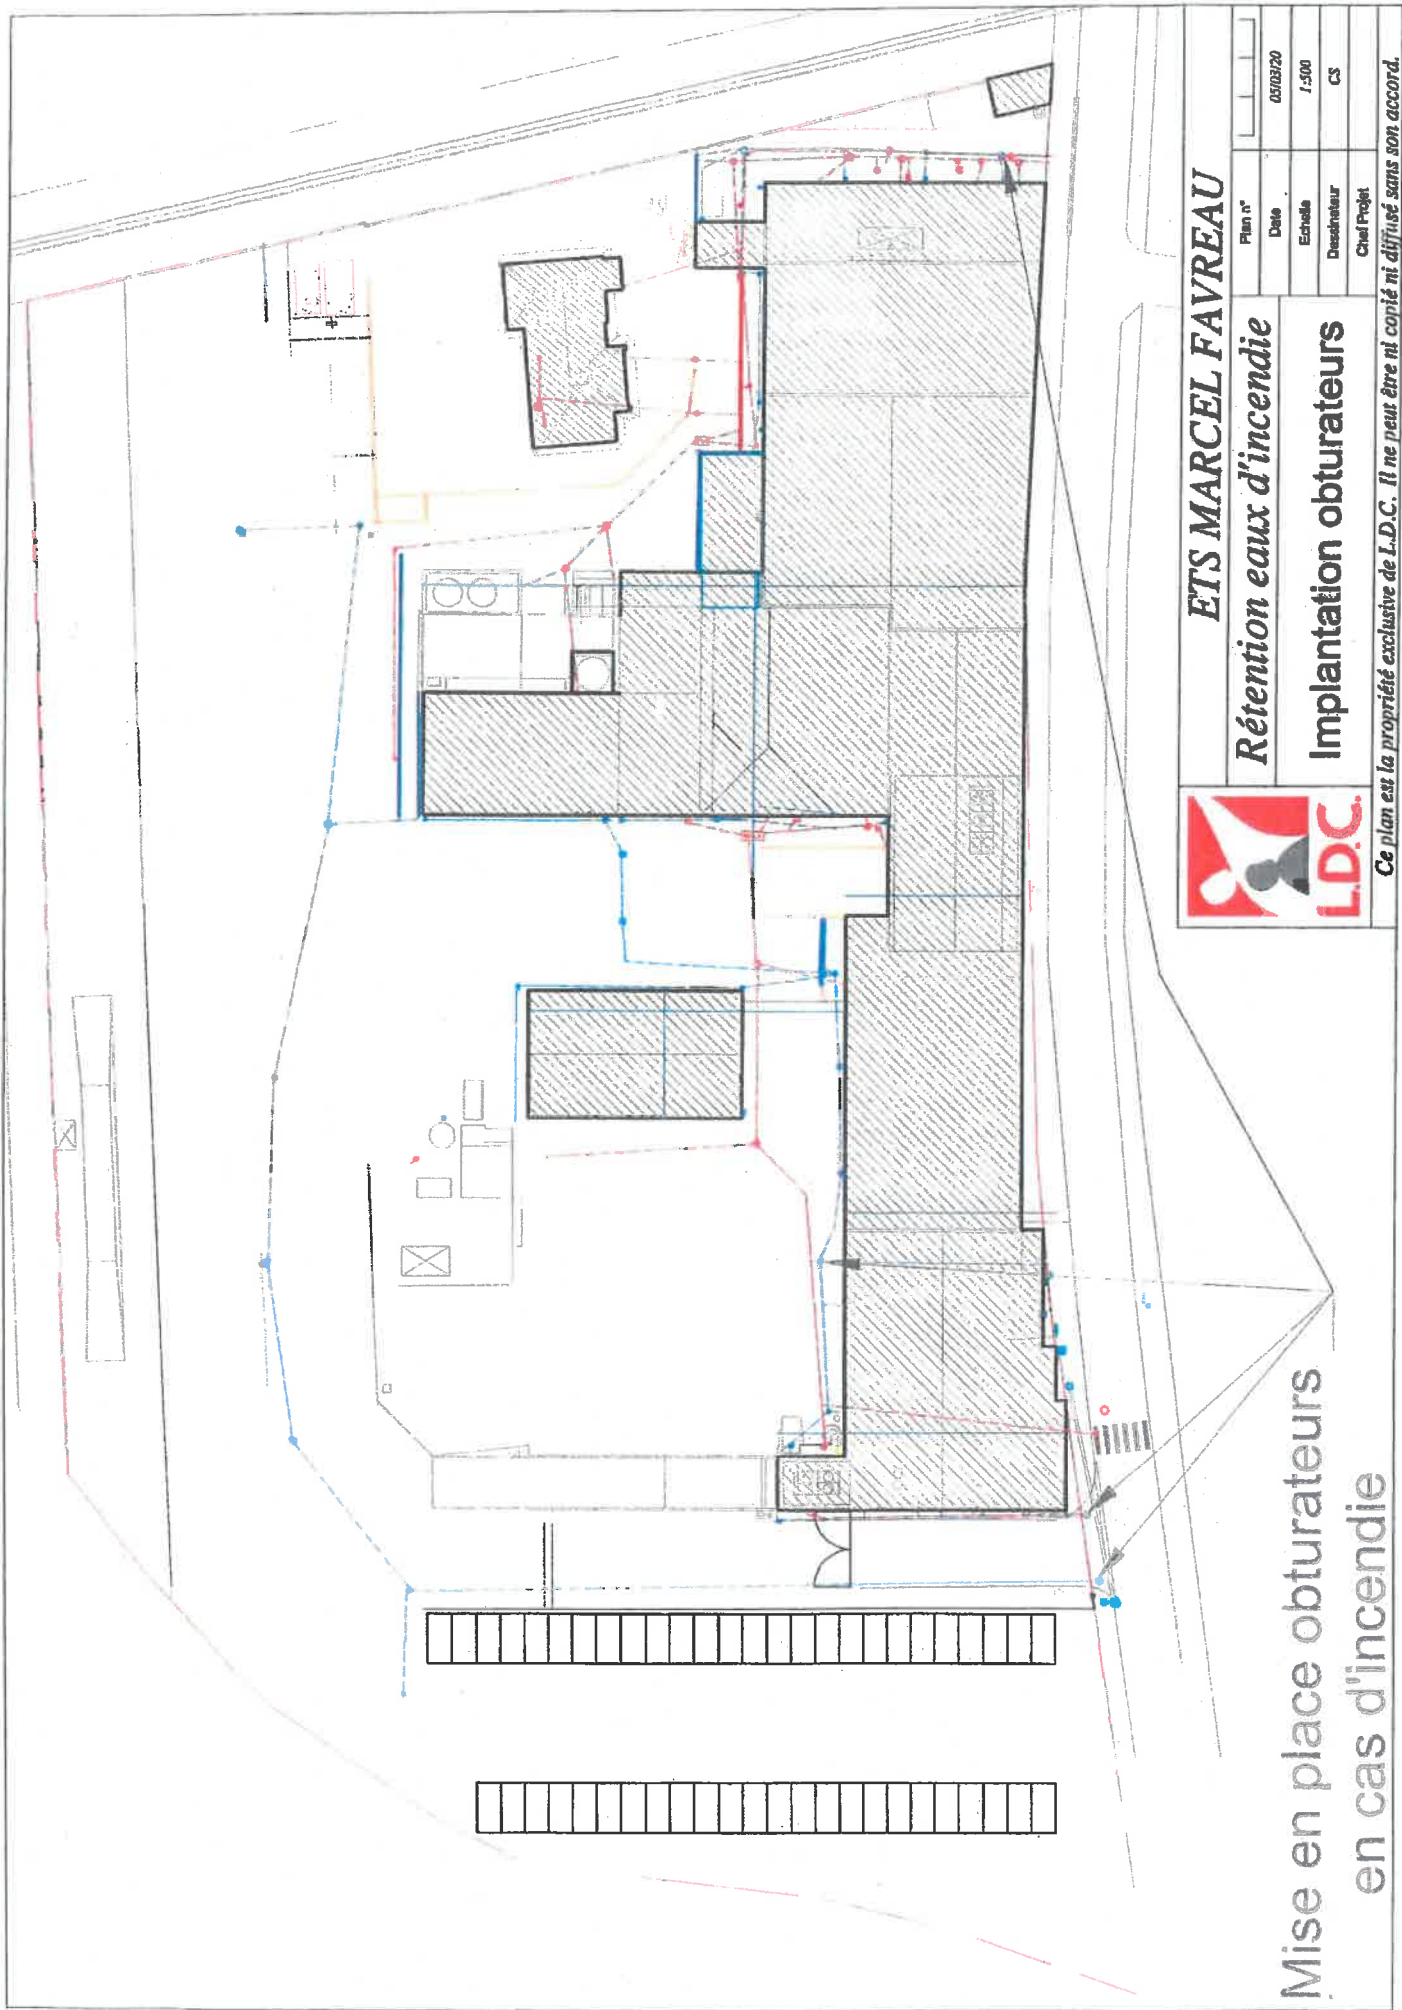 ETS MARCEL FAVREAU
Rétention eaux d'incendie
Implantation obturateurs
Plan n°
Date
05/03/20
Echelle
1:500
Dessinateur
CS
Chef Projet
L.D.C.
Ce plan est la propriété exclusive de L.D.C. Il ne peut être ni copié ni diffusé sans son accord.
Mise en place obturateurs
en cas d'incendie